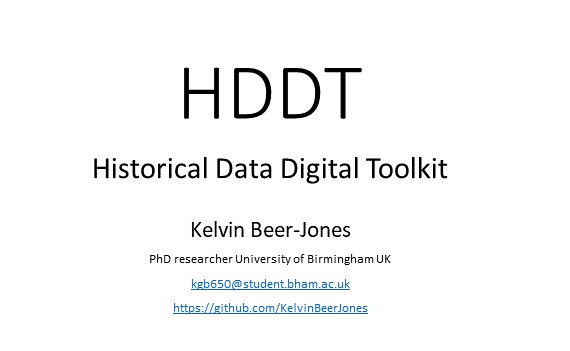 HDDT
Historical Data Digital Toolkit
Kelvin Beer-Jones
PhD researcher University of Birmingham UK
kgb650@student.bham.ac.uk
https://github.com/KelvinBeerJones